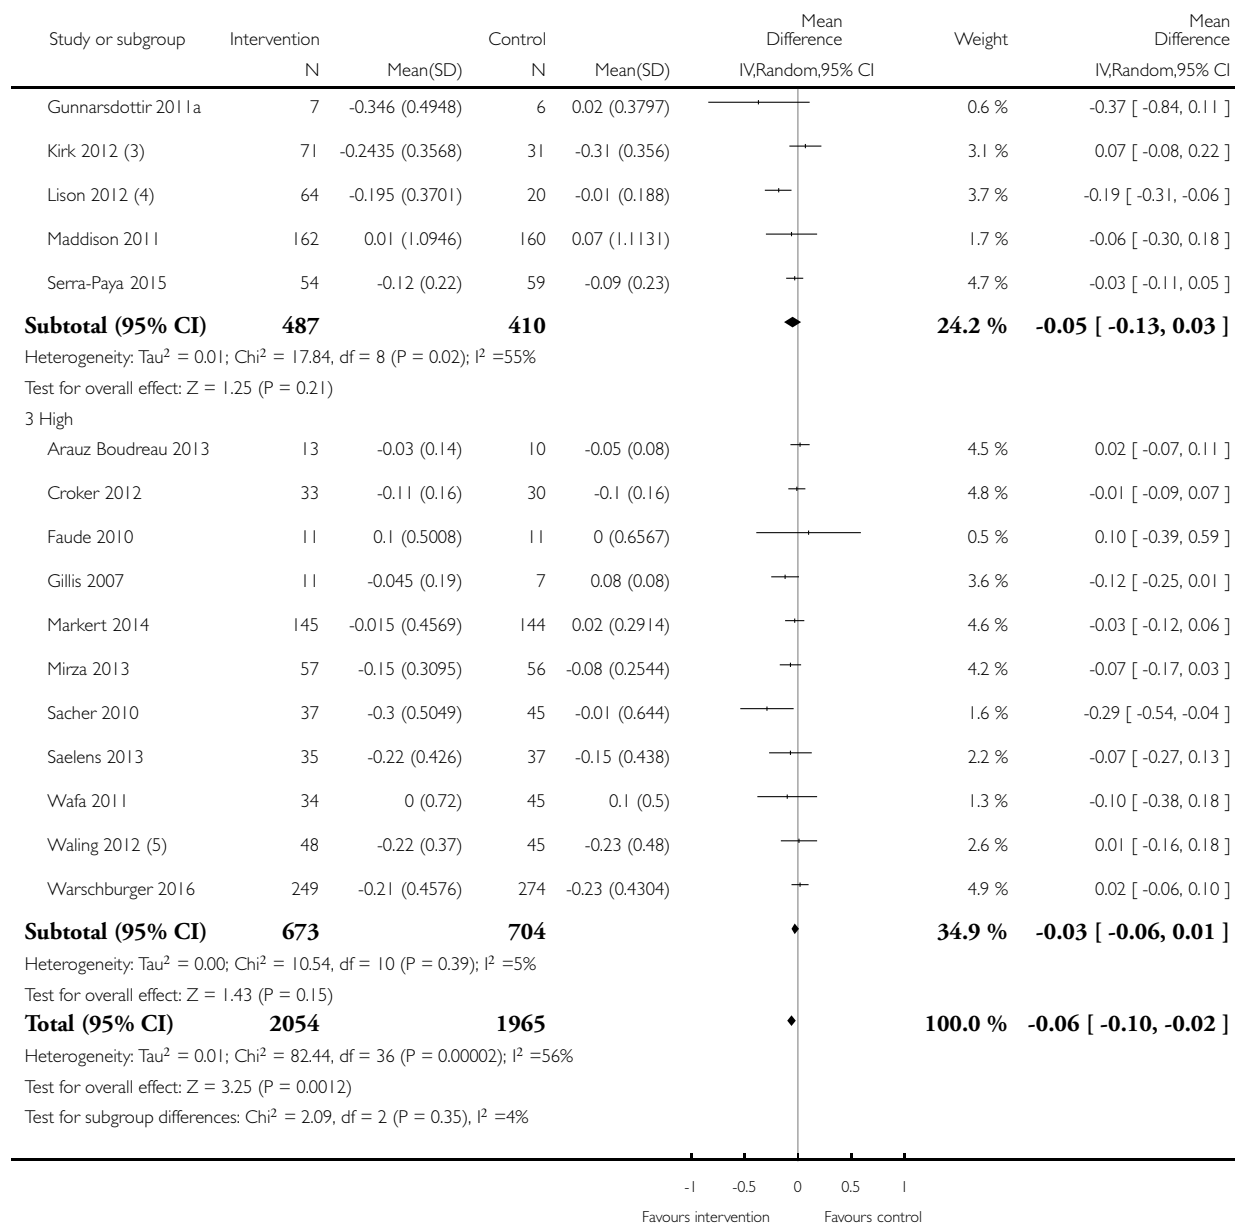 Study or subgroup Intervention Control Mean Difference Weight Mean Difference
N Mean(SD) N Mean(SD) IV,Random,95% CI IV,Random,95% CI
Gunnarsdottir 2011a 7 -0.346 (0.4948) 6 0.02 (0.3797) 0.6 % -0.37 [ -0.84, 0.11 ]
Kirk 2012 (3) 71 -0.2435 (0.3568) 31 -0.31 (0.356) 3.1 % 0.07 [ -0.08, 0.22 ]
Lison 2012 (4) 64 -0.195 (0.3701) 20 -0.01 (0.188) 3.7 % -0.19 [ -0.31, -0.06 ]
Maddison 2011 162 0.01 (1.0946) 160 0.07 (1.1131) 1.7 % -0.06 [ -0.30, 0.18 ]
Serra-Paya 2015 54 -0.12 (0.22) 59 -0.09 (0.23) 4.7 % -0.03 [ -0.11, 0.05 ]
Subtotal (95% CI) 487 410 24.2 % -0.05 [ -0.13, 0.03 ]
Heterogeneity: Tau² = 0.01; Chi² = 17.84, df = 8 (P = 0.02); I² =55%
Test for overall effect: Z = 1.25 (P = 0.21)
3 High
Arauz Boudreau 2013 13 -0.03 (0.14) 10 -0.05 (0.08) 4.5 % 0.02 [ -0.07, 0.11 ]
Croker 2012 33 -0.11 (0.16) 30 -0.1 (0.16) 4.8 % -0.01 [ -0.09, 0.07 ]
Faude 2010 11 0.1 (0.5008) 11 0 (0.6567) 0.5 % 0.10 [ -0.39, 0.59 ]
Gillis 2007 11 -0.045 (0.19) 7 0.08 (0.08) 3.6 % -0.12 [ -0.25, 0.01 ]
Markert 2014 145 -0.015 (0.4569) 144 0.02 (0.2914) 4.6 % -0.03 [ -0.12, 0.06 ]
Mirza 2013 57 -0.15 (0.3095) 56 -0.08 (0.2544) 4.2 % -0.07 [ -0.17, 0.03 ]
Sacher 2010 37 -0.3 (0.5049) 45 -0.01 (0.644) 1.6 % -0.29 [ -0.54, -0.04 ]
Saelens 2013 35 -0.22 (0.426) 37 -0.15 (0.438) 2.2 % -0.07 [ -0.27, 0.13 ]
Wafa 2011 34 0 (0.72) 45 0.1 (0.5) 1.3 % -0.10 [ -0.38, 0.18 ]
Waling 2012 (5) 48 -0.22 (0.37) 45 -0.23 (0.48) 2.6 % 0.01 [ -0.16, 0.18 ]
Warschburger 2016 249 -0.21 (0.4576) 274 -0.23 (0.4304) 4.9 % 0.02 [ -0.06, 0.10 ]
Subtotal (95% CI) 673 704 34.9 % -0.03 [ -0.06, 0.01 ]
Heterogeneity: Tau² = 0.00; Chi² = 10.54, df = 10 (P = 0.39); I² =5%
Test for overall effect: Z = 1.43 (P = 0.15)
Total (95% CI) 2054 1965 100.0 % -0.06 [ -0.10, -0.02 ]
Heterogeneity: Tau² = 0.01; Chi² = 82.44, df = 36 (P = 0.00002); I² =56%
Test for overall effect: Z = 3.25 (P = 0.0012)
Test for subgroup differences: Chi² = 2.09, df = 2 (P = 0.35), I² =4%
-1 -0.5 0 0.5 1
Favours intervention Favours control